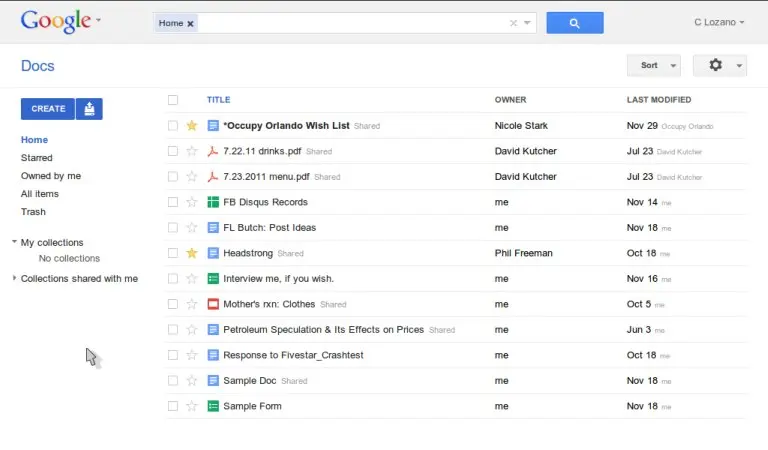 Google
Home x
C Lozano
Docs
Sort
CREATE
Home
Starred
Owned by me
All items
Trash
My collections
No collections
Collections shared with me
TITLE OWNER LAST MODIFIED
*Occupy Orlando Wish List Shared Nicole Stark Nov 29 Occupy Orlando
7.22.11 drinks.pdf Shared David Kutcher Jul 23 David Kutcher
7.23.2011 menu.pdf Shared David Kutcher Jul 23 David Kutcher
FB Disqus Records me Nov 14 me
FL Butch: Post Ideas me Nov 18 me
Headstrong Shared Phil Freeman Oct 18 me
Interview me, if you wish. me Nov 16 me
Mother's rxn: Clothes Shared me Oct 5 me
Petroleum Speculation & Its Effects on Prices Shared me Jun 3 me
Response to Fivestar_Crashtest me Oct 18 me
Sample Doc Shared me Nov 18 me
Sample Form me Nov 18 me